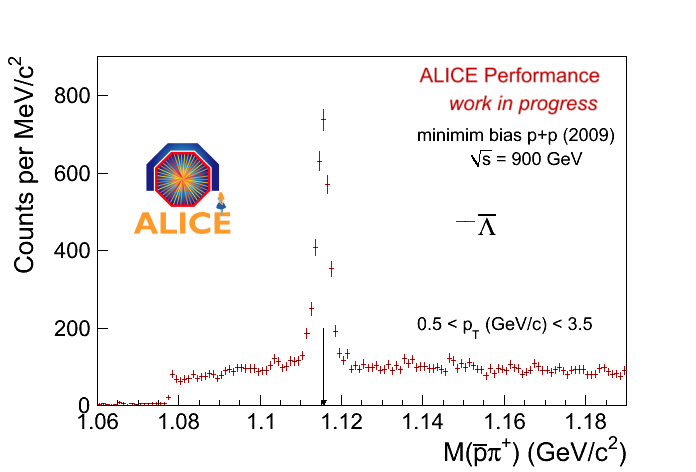 Counts per MeV/c²
800
600
400
200
0
ALICE Performance
work in progress
minimim bias p+p (2009)
√s = 900 GeV
ALICE
— Λ̅
0.5 < p_T (GeV/c) < 3.5
1.06 1.08 1.1 1.12 1.14 1.16 1.18
M(p̅π⁺) (GeV/c²)